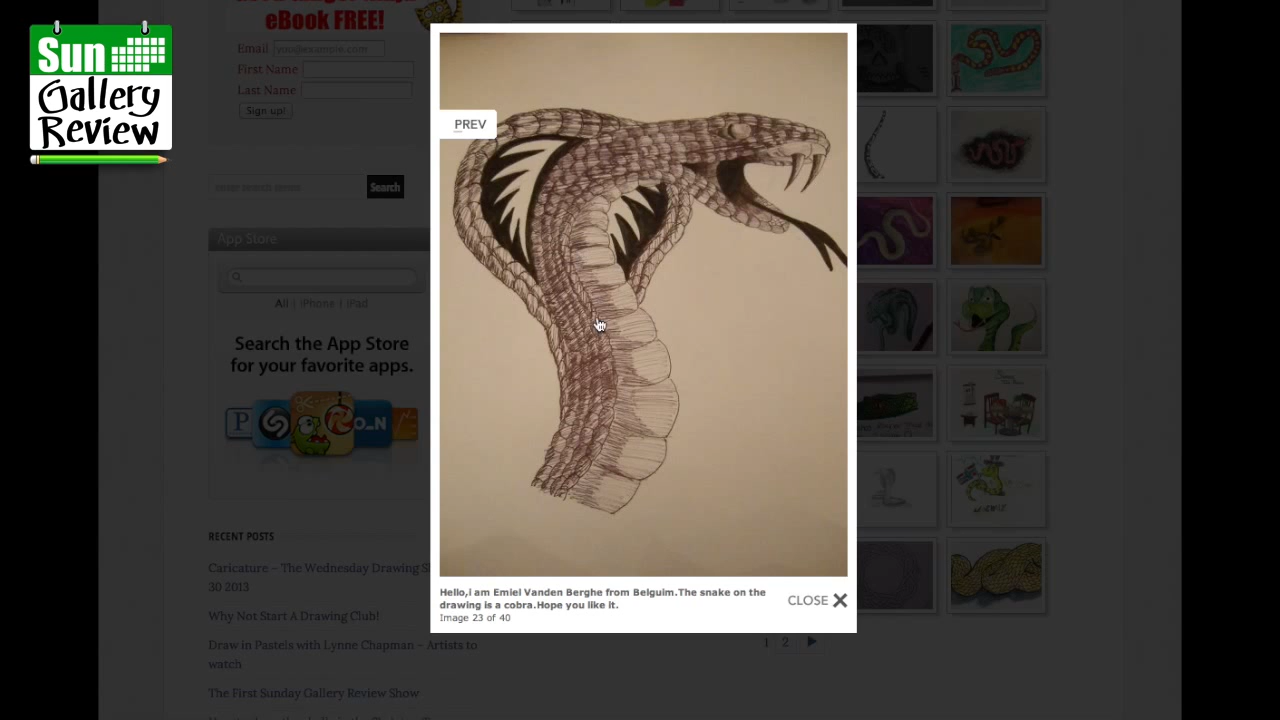 eBook FREE!
Sun
Gallery
Review
Email you@example.com
First Name
Last Name
Sign up!
PREV
Search
App Store
All | iPhone | iPad
Search the App Store
for your favorite apps.
RECENT POSTS
Caricature – The Wednesday Drawing S
30 2013
Why Not Start A Drawing Club!
Draw in Pastels with Lynne Chapman – Artists to
watch
The First Sunday Gallery Review Show
Hello,i am Emiel Vanden Berghe from Belguim.The snake on the
drawing is a cobra.Hope you like it.
Image 23 of 40
CLOSE X
1 2